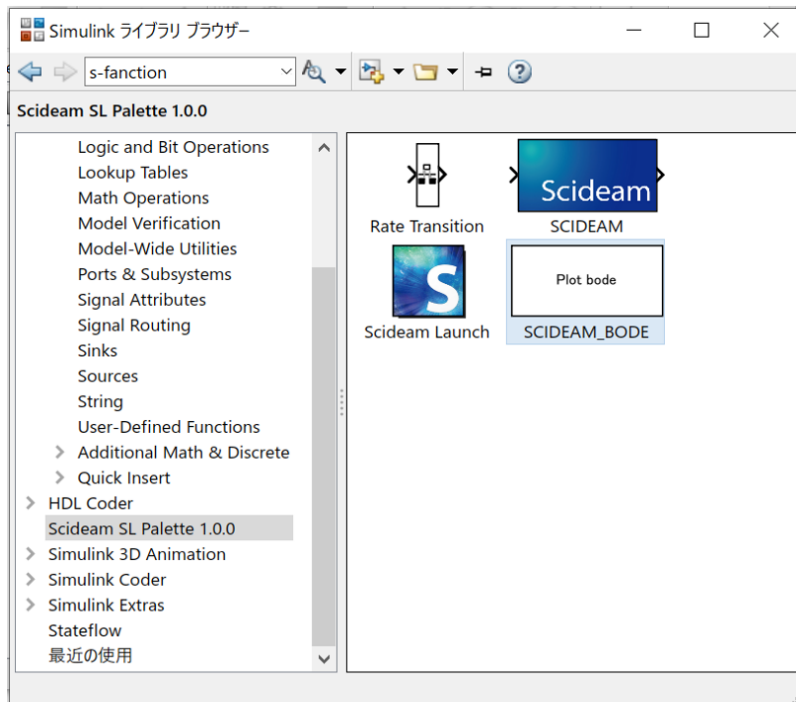 Simulink ライブラリ ブラウザー
s-fanction
Scideam SL Palette 1.0.0
Logic and Bit Operations
Lookup Tables
Math Operations
Model Verification
Model-Wide Utilities
Ports & Subsystems
Signal Attributes
Signal Routing
Sinks
Sources
String
User-Defined Functions
Additional Math & Discrete
Quick Insert
HDL Coder
Scideam SL Palette 1.0.0
Simulink 3D Animation
Simulink Coder
Simulink Extras
Stateflow
最近の使用
Rate Transition
Scideam
SCIDEAM
S
Scideam Launch
Plot bode
SCIDEAM_BODE